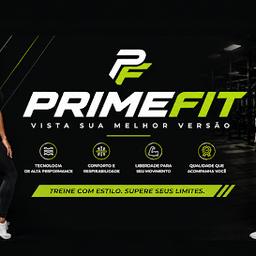 PF
PRIMEFIT
VISTA SUA MELHOR VERSÃO
TECNOLOGIA
DE ALTA PERFORMANCE
CONFORTO E
RESPIRABILIDADE
LIBERDADE PARA
SEU MOVIMENTO
QUALIDADE QUE
ACOMPANHA VOCÊ
TREINE COM ESTILO. SUPERE SEUS LIMITES.